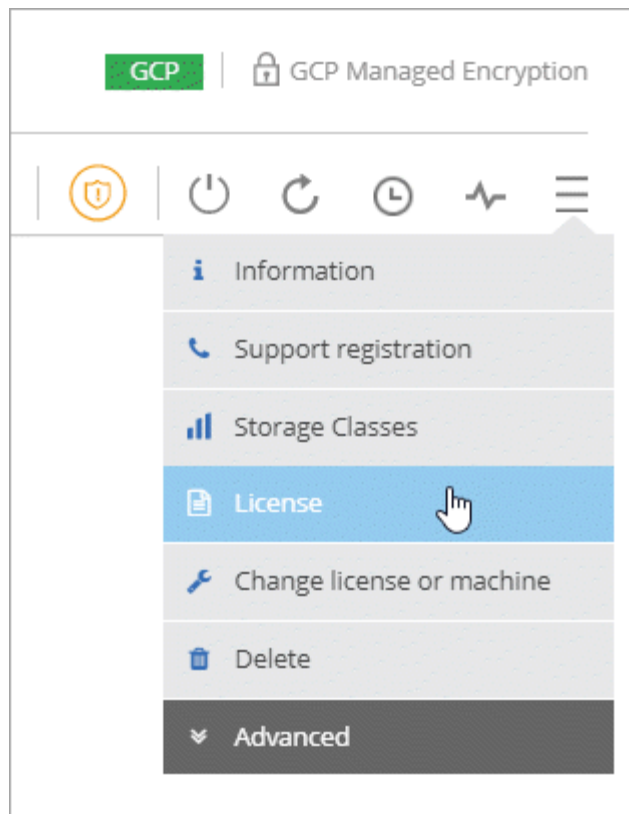 GCP
GCP Managed Encryption
Information
Support registration
Storage Classes
License
Change license or machine
Delete
Advanced